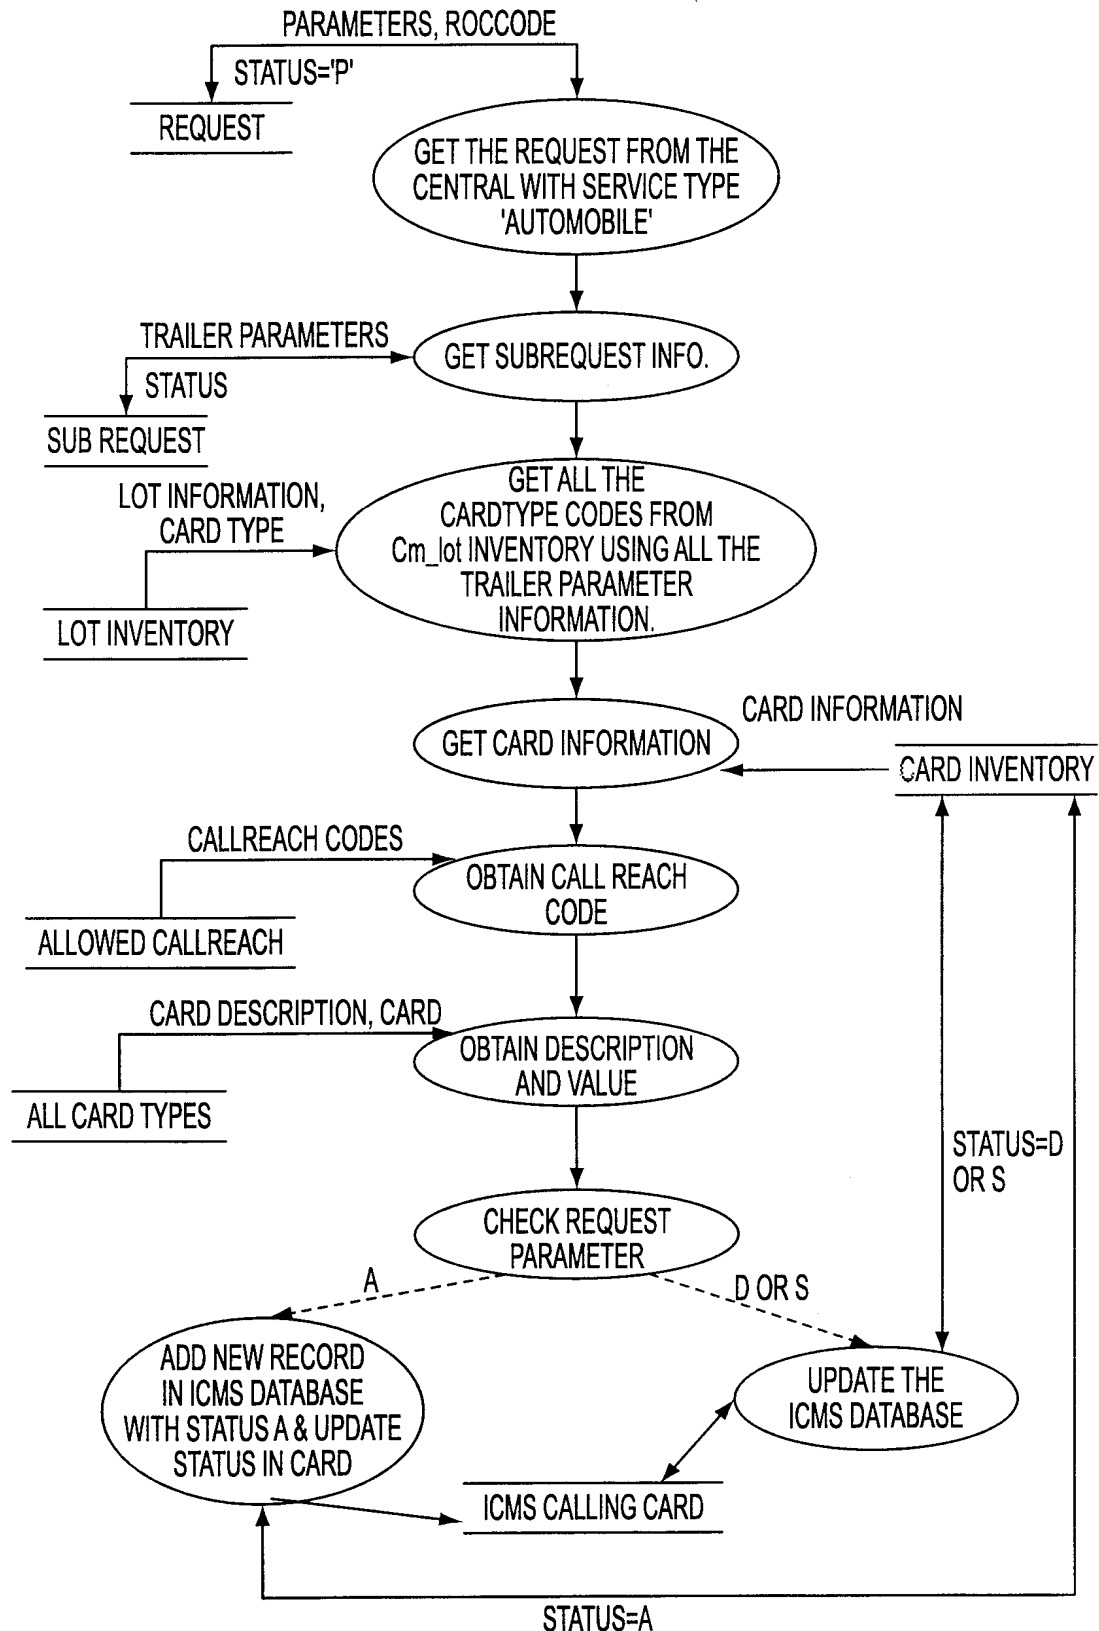 PARAMETERS, ROCCODE
STATUS='P'
REQUEST
GET THE REQUEST FROM THE
CENTRAL WITH SERVICE TYPE
'AUTOMOBILE'
TRAILER PARAMETERS
GET SUBREQUEST INFO.
STATUS
SUB REQUEST
LOT INFORMATION,
CARD TYPE
GET ALL THE
CARDTYPE CODES FROM
Cm_lot INVENTORY USING ALL THE
TRAILER PARAMETER
INFORMATION.
LOT INVENTORY
CARD INFORMATION
GET CARD INFORMATION
CARD INVENTORY
CALLREACH CODES
OBTAIN CALL REACH
CODE
ALLOWED CALLREACH
CARD DESCRIPTION, CARD
OBTAIN DESCRIPTION
AND VALUE
ALL CARD TYPES
STATUS=D
OR S
CHECK REQUEST
PARAMETER
A
D OR S
ADD NEW RECORD
IN ICMS DATABASE
WITH STATUS A & UPDATE
STATUS IN CARD
UPDATE THE
ICMS DATABASE
ICMS CALLING CARD
STATUS=A